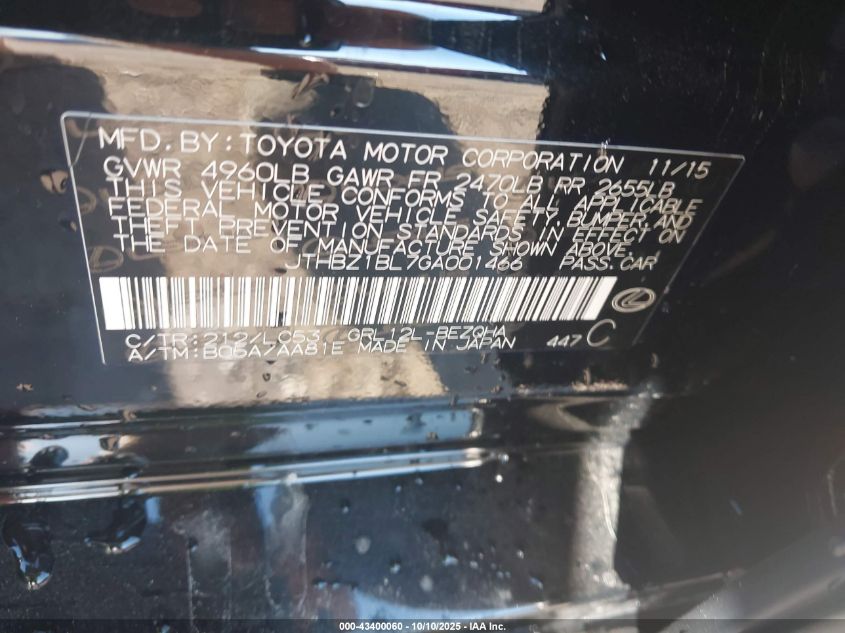 MFD. BY: TOYOTA MOTOR CORPORATION 11/15
GVWR 4960LB GAWR FR 2470LB RR 2655LB
THIS VEHICLE CONFORMS TO ALL APPLICABLE
FEDERAL MOTOR VEHICLE SAFETY, BUMPER, AND
THEFT PREVENTION STANDARDS IN EFFECT ON
THE DATE OF MANUFACTURE SHOWN ABOVE.
JTHBZ1BL7GA001466 PASS. CAR
C/TR: 212/LC53 GRL12L-BEZQHA
A/TM: B06A/AA81E MADE IN JAPAN 447 C
000-43400060 - 10/10/2025 - IAA Inc.